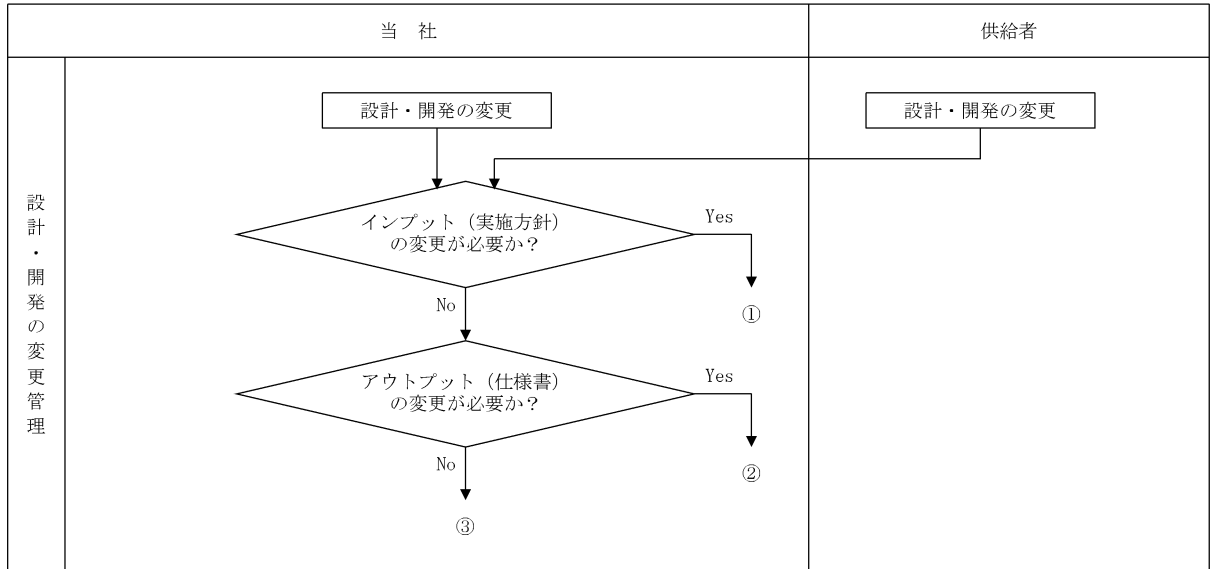 当　社
供給者
設計・開発の変更管理
設計・開発の変更
設計・開発の変更
インプット（実施方針）
の変更が必要か？
Yes
①
No
アウトプット（仕様書）
の変更が必要か？
Yes
②
No
③